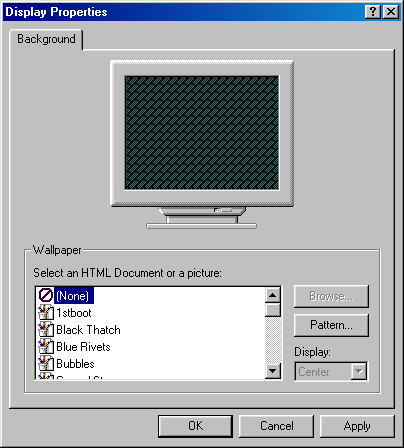 Display Properties
Background
Wallpaper
Select an HTML Document or a picture:
(None)
1stboot
Black Thatch
Blue Rivets
Bubbles
Browse...
Pattern...
Display:
Center
OK
Cancel
Apply